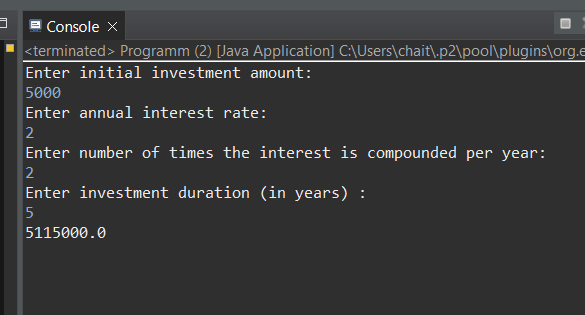 Console
<terminated> Programm (2) [Java Application] C:\Users\chait\.p2\pool\plugins\org.e
Enter initial investment amount:
5000
Enter annual interest rate:
2
Enter number of times the interest is compounded per year:
2
Enter investment duration (in years) :
5
5115000.0